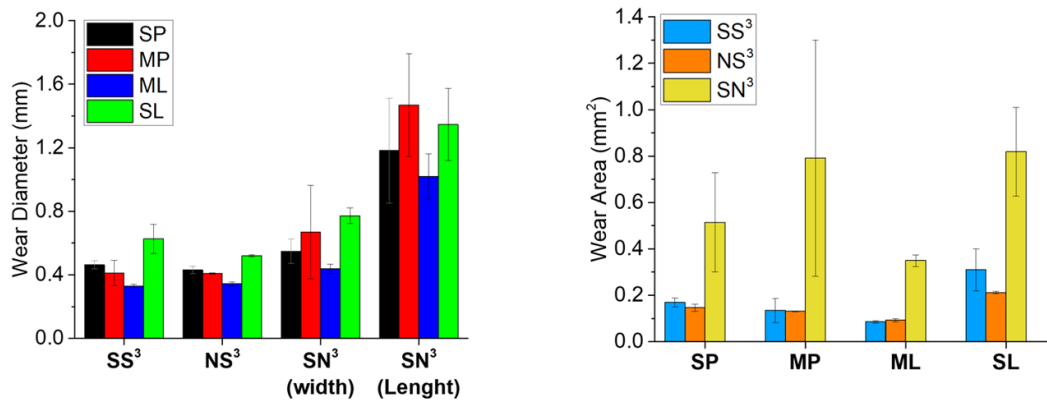 Wear Diameter (mm)
2.0
1.6
1.2
0.8
0.4
0.0
SP
MP
ML
SL
SS³
NS³
SN³
(width)
SN³
(Lenght)
Wear Area (mm²)
1.4
1.2
1.0
0.8
0.6
0.4
0.2
0.0
SS³
NS³
SN³
SP
MP
ML
SL